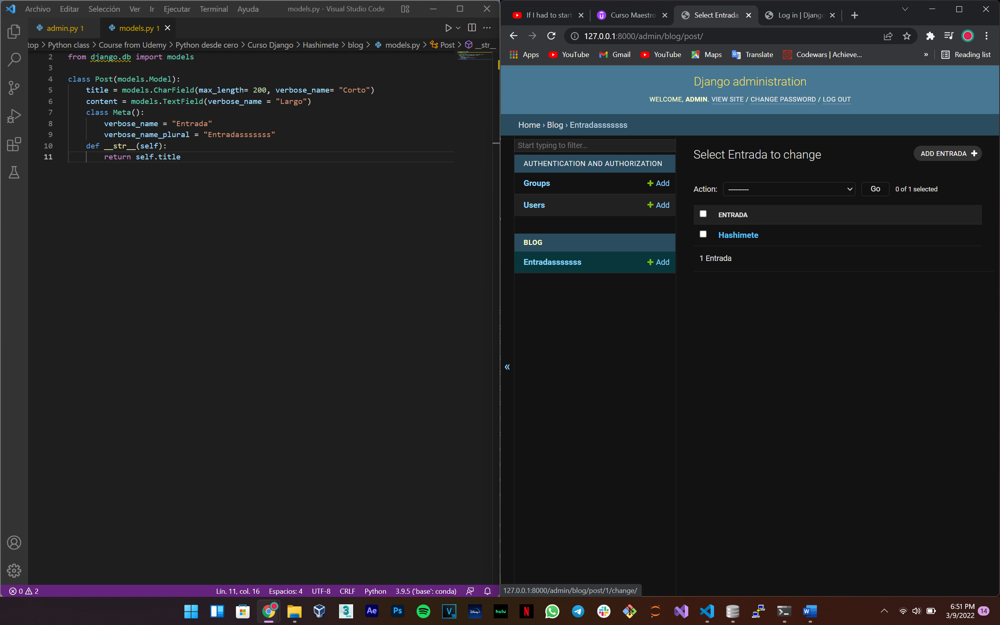 Archivo Editar Selección Ver Ir Ejecutar Terminal Ayuda models.py - Visual Studio Code
admin.py 1 models.py 1
top > Python class > Course from Udemy > Python desde cero > Curso Django > Hashimete > blog > models.py > Post > __str__
2 from django.db import models
3
4 class Post(models.Model):
5 title = models.CharField(max_length= 200, verbose_name= "Corto")
6 content = models.TextField(verbose_name = "Largo")
7 class Meta():
8 verbose_name = "Entrada"
9 verbose_name_plural = "Entradasssssss"
10 def __str__(self):
11 return self.title
0 2 Lín. 11, col. 16 Espacios: 4 UTF-8 CRLF Python 3.9.5 ('base': conda)
If I had to start Curso Maestro Select Entrada Log in | Django
127.0.0.1:8000/admin/blog/post/
Apps YouTube Gmail YouTube Maps Translate Codewars | Achieve... » Reading list
Django administration
WELCOME, ADMIN. VIEW SITE / CHANGE PASSWORD / LOG OUT
Home › Blog › Entradasssssss
Start typing to filter...
AUTHENTICATION AND AUTHORIZATION
Groups + Add
Users + Add
BLOG
Entradasssssss + Add
«
Select Entrada to change
ADD ENTRADA +
Action: --------- Go 0 of 1 selected
ENTRADA
Hashimete
1 Entrada
127.0.0.1:8000/admin/blog/post/1/change/
3 MAX Ae Ps V 18 Disney+ hulu N W
6:51 PM
3/9/2022 14